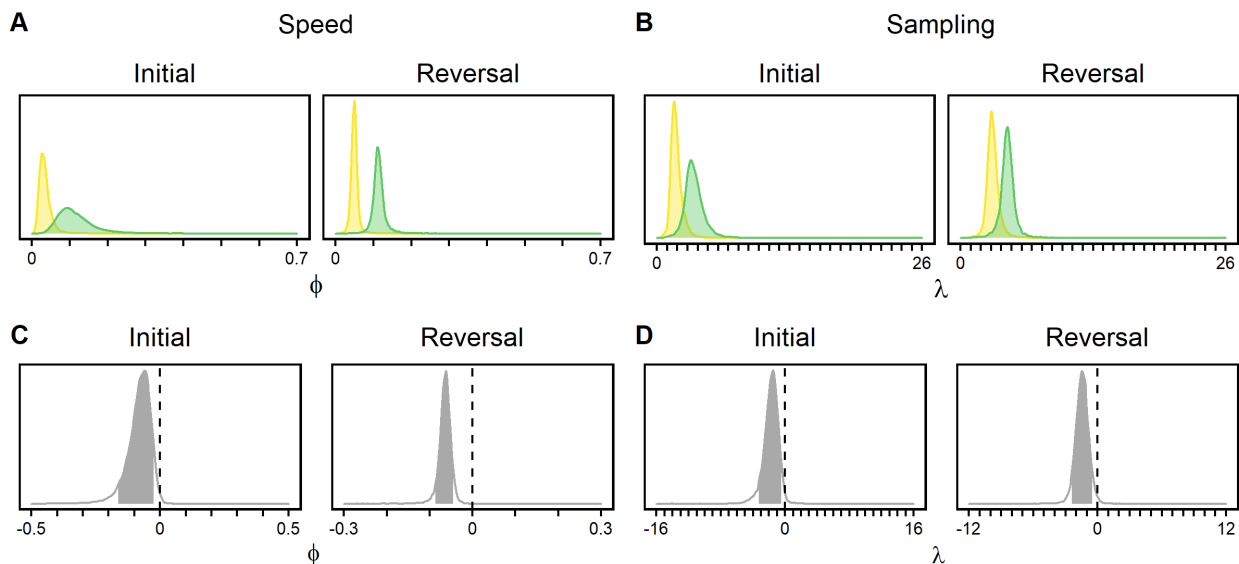 A Speed B Sampling
Initial Reversal Initial Reversal
0 0.7 0 0.7 0 26 0 26
ϕ λ
C Initial Reversal D Initial Reversal
-0.5 0 0.5 -0.3 0 0.3 -16 0 16 -12 0 12
ϕ λ